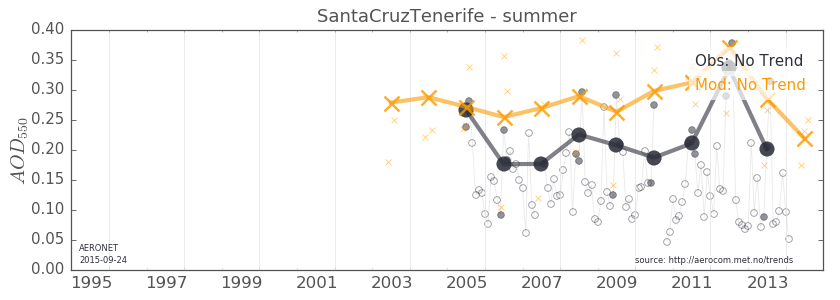 SantaCruzTenerife - summer
0.40
0.35
0.30
0.25
0.20
0.15
0.10
0.05
0.00
AOD550
Obs: No Trend
Mod: No Trend
AERONET
2015-09-24
source: http://aerocom.met.no/trends
1995 1997 1999 2001 2003 2005 2007 2009 2011 2013